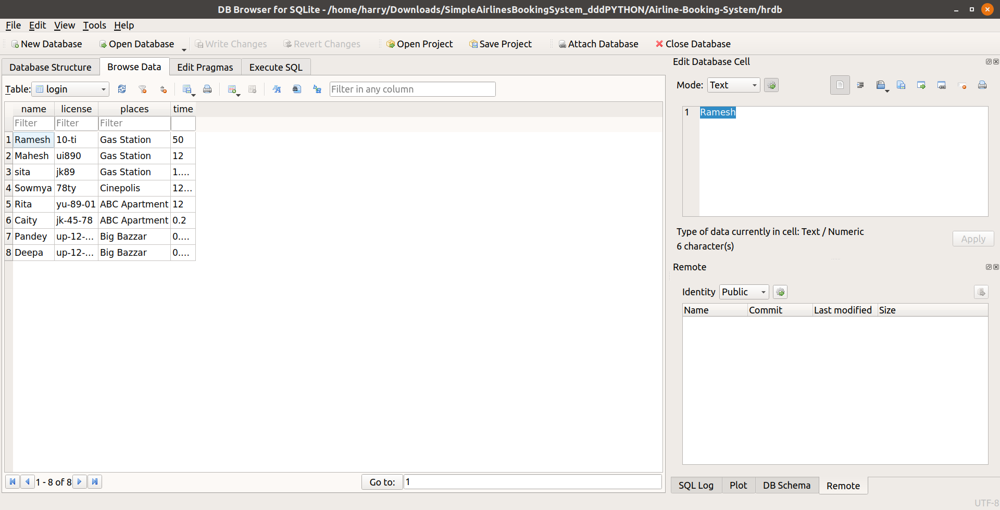 DB Browser for SQLite - /home/harry/Downloads/SimpleAirlinesBookingSystem_dddPYTHON/Airline-Booking-System/hrdb
File Edit View Tools Help
New Database Open Database Write Changes Revert Changes Open Project Save Project Attach Database Close Database
Database Structure Browse Data Edit Pragmas Execute SQL
Table: login Filter in any column
name license places time
Filter Filter Filter
1 Ramesh 10-ti Gas Station 50
2 Mahesh ui890 Gas Station 12
3 sita jk89 Gas Station 1....
4 Sowmya 78ty Cinepolis 12...
5 Rita yu-89-01 ABC Apartment 12
6 Caity jk-45-78 ABC Apartment 0.2
7 Pandey up-12-... Big Bazzar 0....
8 Deepa up-12-... Big Bazzar 0....
1 - 8 of 8 Go to: 1
Edit Database Cell
Mode: Text
1 Ramesh
Type of data currently in cell: Text / Numeric
6 character(s)
Apply
Remote
Identity Public
Name Commit Last modified Size
SQL Log Plot DB Schema Remote
UTF-8